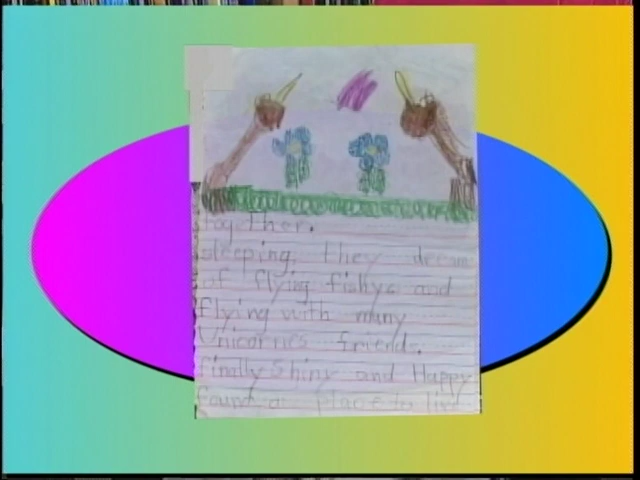 together.
sleeping, they dream
of flying fishys and
flying with many
Unicornes friends.
finally Shiny and Happy
found a place to live